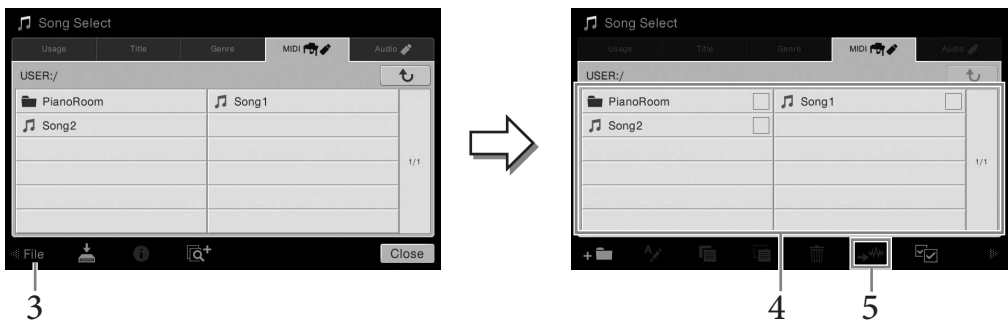 Song Select
Usage Title Genre MIDI Audio
USER:/
PianoRoom Song1
Song2
1/1
File Close
3
Song Select
Usage Title Genre MIDI Audio
USER:/
PianoRoom Song1
Song2
1/1
4 5